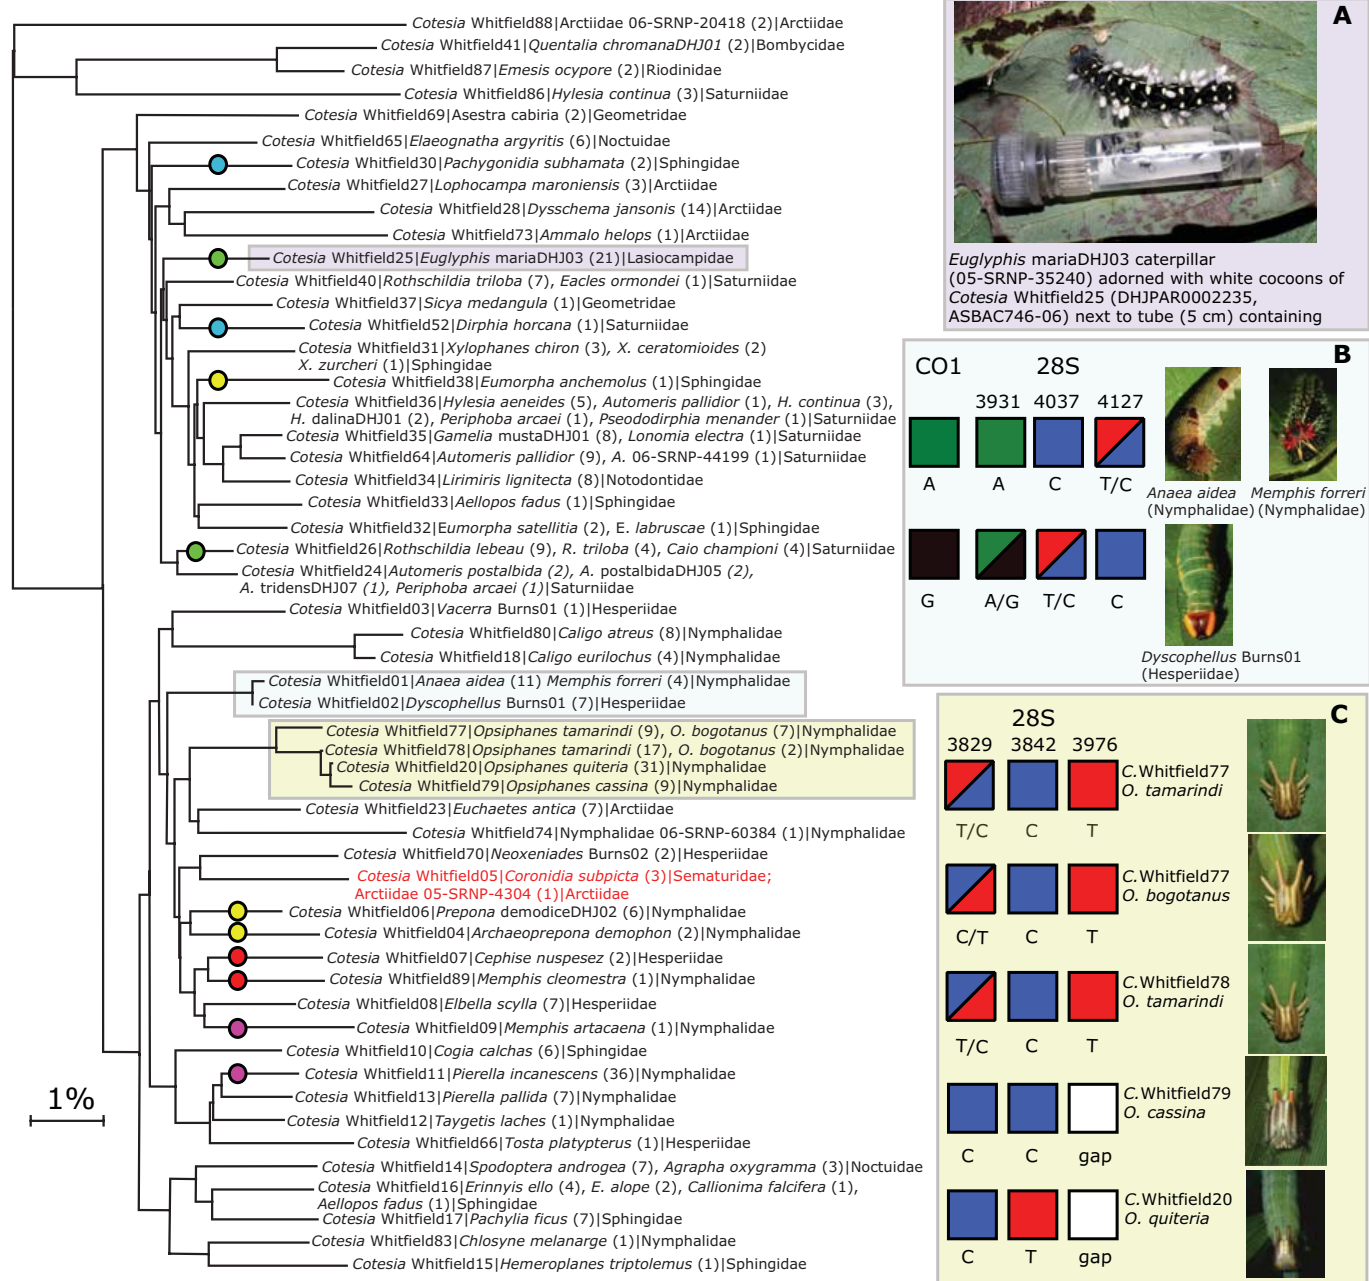 Cotesia Whitfield88|Arctiidae 06-SRNP-20418 (2)|Arctiidae
Cotesia Whitfield41|Quentalia chromanaDHJ01 (2)|Bombycidae
Cotesia Whitfield87|Emesis ocypore (2)|Riodinidae
Cotesia Whitfield86|Hylesia continua (3)|Saturniidae
Cotesia Whitfield69|Asestra cabiria (2)|Geometridae
Cotesia Whitfield65|Elaeognatha argyritis (6)|Noctuidae
Cotesia Whitfield30|Pachygonidia subhamata (2)|Sphingidae
Cotesia Whitfield27|Lophocampa maroniensis (3)|Arctiidae
Cotesia Whitfield28|Dysschema jansonis (14)|Arctiidae
Cotesia Whitfield73|Ammalo helops (1)|Arctiidae
Cotesia Whitfield25|Euglyphis mariaDHJ03 (21)|Lasiocampidae
Cotesia Whitfield40|Rothschildia triloba (7), Eacles ormondei (1)|Saturniidae
Cotesia Whitfield37|Sicya medangula (1)|Geometridae
Cotesia Whitfield52|Dirphia horcana (1)|Saturniidae
Cotesia Whitfield31|Xylophanes chiron (3), X. ceratomioides (2)
X. zurcheri (1)|Sphingidae
Cotesia Whitfield38|Eumorpha anchemolus (1)|Sphingidae
Cotesia Whitfield36|Hylesia aeneides (5), Automeris pallidior (1), H. continua (3),
H. dalinaDHJ01 (2), Periphoba arcaei (1), Pseododirphia menander (1)|Saturniidae
Cotesia Whitfield35|Gamelia mustaDHJ01 (8), Lonomia electra (1)|Saturniidae
Cotesia Whitfield64|Automeris pallidior (9), A. 06-SRNP-44199 (1)|Saturniidae
Cotesia Whitfield34|Lirimiris lignitecta (8)|Notodontidae
Cotesia Whitfield33|Aellopos fadus (1)|Sphingidae
Cotesia Whitfield32|Eumorpha satellitia (2), E. labruscae (1)|Sphingidae
Cotesia Whitfield26|Rothschildia lebeau (9), R. triloba (4), Caio championi (4)|Saturniidae
Cotesia Whitfield24|Automeris postalbida (2), A. postalbidaDHJ05 (2),
A. tridensDHJ07 (1), Periphoba arcaei (1)|Saturniidae
Cotesia Whitfield03|Vacerra Burns01 (1)|Hesperiidae
Cotesia Whitfield80|Caligo atreus (8)|Nymphalidae
Cotesia Whitfield18|Caligo eurilochus (4)|Nymphalidae
Cotesia Whitfield01|Anaea aidea (11) Memphis forreri (4)|Nymphalidae
Cotesia Whitfield02|Dyscophellus Burns01 (7)|Hesperiidae
Cotesia Whitfield77|Opsiphanes tamarindi (9), O. bogotanus (7)|Nymphalidae
Cotesia Whitfield78|Opsiphanes tamarindi (17), O. bogotanus (2)|Nymphalidae
Cotesia Whitfield20|Opsiphanes quiteria (31)|Nymphalidae
Cotesia Whitfield79|Opsiphanes cassina (9)|Nymphalidae
Cotesia Whitfield23|Euchaetes antica (7)|Arctiidae
Cotesia Whitfield74|Nymphalidae 06-SRNP-60384 (1)|Nymphalidae
Cotesia Whitfield70|Neoxeniades Burns02 (2)|Hesperiidae
Cotesia Whitfield05|Coronidia subpicta (3)|Sematuridae;
Arctiidae 05-SRNP-4304 (1)|Arctiidae
Cotesia Whitfield06|Prepona demodiceDHJ02 (6)|Nymphalidae
Cotesia Whitfield04|Archaeoprepona demophon (2)|Nymphalidae
Cotesia Whitfield07|Cephise nuspesez (2)|Hesperiidae
Cotesia Whitfield89|Memphis cleomestra (1)|Nymphalidae
Cotesia Whitfield08|Elbella scylla (7)|Hesperiidae
Cotesia Whitfield09|Memphis artacaena (1)|Nymphalidae
Cotesia Whitfield10|Cogia calchas (6)|Sphingidae
Cotesia Whitfield11|Pierella incanescens (36)|Nymphalidae
Cotesia Whitfield13|Pierella pallida (7)|Nymphalidae
Cotesia Whitfield12|Taygetis laches (1)|Nymphalidae
Cotesia Whitfield66|Tosta platypterus (1)|Hesperiidae
Cotesia Whitfield14|Spodoptera androgea (7), Agrapha oxygramma (3)|Noctuidae
Cotesia Whitfield16|Erinnyis ello (4), E. alope (2), Callionima falcifera (1),
Aellopos fadus (1)|Sphingidae
Cotesia Whitfield17|Pachylia ficus (7)|Sphingidae
Cotesia Whitfield83|Chlosyne melanarge (1)|Nymphalidae
Cotesia Whitfield15|Hemeroplanes triptolemus (1)|Sphingidae
1%
A
Euglyphis mariaDHJ03 caterpillar
(05-SRNP-35240) adorned with white cocoons of
Cotesia Whitfield25 (DHJPAR0002235,
ASBAC746-06) next to tube (5 cm) containing
B
CO1 28S
3931 4037 4127
A A C T/C
Anaea aidea Memphis forreri
(Nymphalidae) (Nymphalidae)
G A/G T/C C
Dyscophellus Burns01
(Hesperiidae)
C
28S
3829 3842 3976
C.Whitfield77
O. tamarindi
T/C C T
C.Whitfield77
O. bogotanus
C/T C T
C.Whitfield78
O. tamarindi
T/C C T
C.Whitfield79
O. cassina
C C gap
C.Whitfield20
O. quiteria
C T gap